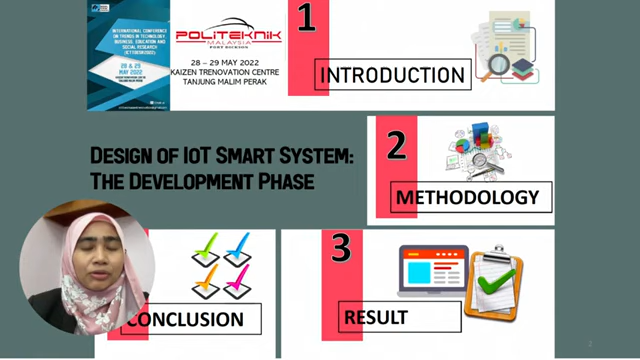 INTERNATIONAL CONFERENCE
ON TRENDS IN TECHNOLOGY
BUSINESS, EDUCATION AND
SOCIAL RESEARCH
28 & 29
MAY 2022
POLITEKNIK
MALAYSIA
PORT DICKSON
28 – 29 MAY 2022
KAIZEN TRENOVATION CENTRE
TANJUNG MALIM PERAK
1
INTRODUCTION
DESIGN OF IOT SMART SYSTEM:
THE DEVELOPMENT PHASE
2
METHODOLOGY
CONCLUSION
3
RESULT
2